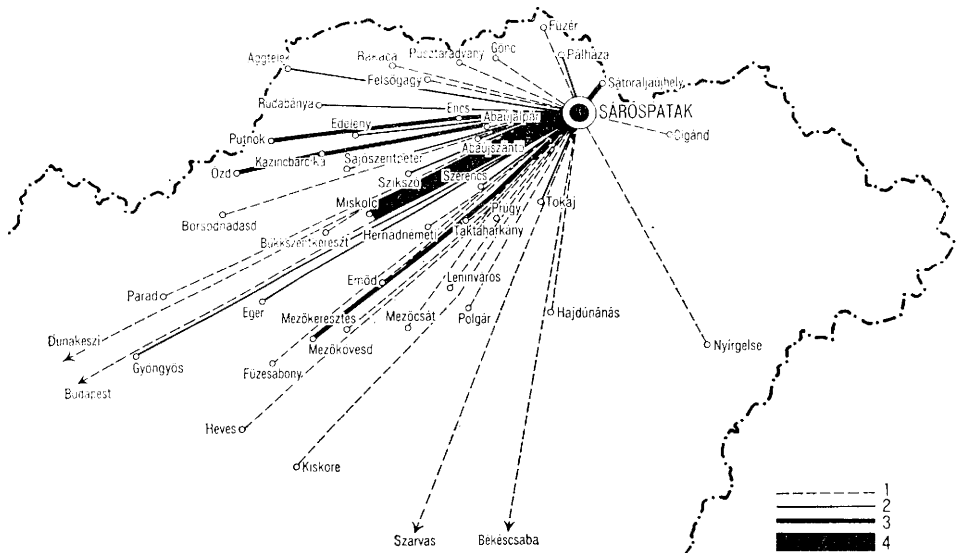 Füzér
Gönc
Pusztaradvány
Pálháza
Rakaca
Aggtelek
Felsőgagy
Sátoraljaújhely
Rudabánya
Encs
SÁRÓSPATAK
Abaújalpár
Edelény
Cigánd
Putnok
Abaújszántó
Kazincbarcika
Sajószentpéter
Ózd
Szikszó
Szerencs
Miskolc
Tokaj
Prügy
Borsodnádasd
Taktaharkány
Hernádnémeti
Bükkszentkereszt
Emőd
Leninváros
Parád
Eger
Mezőcsát
Polgár
Hajdúnánás
Mezőkeresztes
Dunakeszi
Mezőkövesd
Nyírgelse
Gyöngyös
Füzesabony
Budapest
Heves
Kisköre
1
2
3
4
Szarvas
Békéscsaba